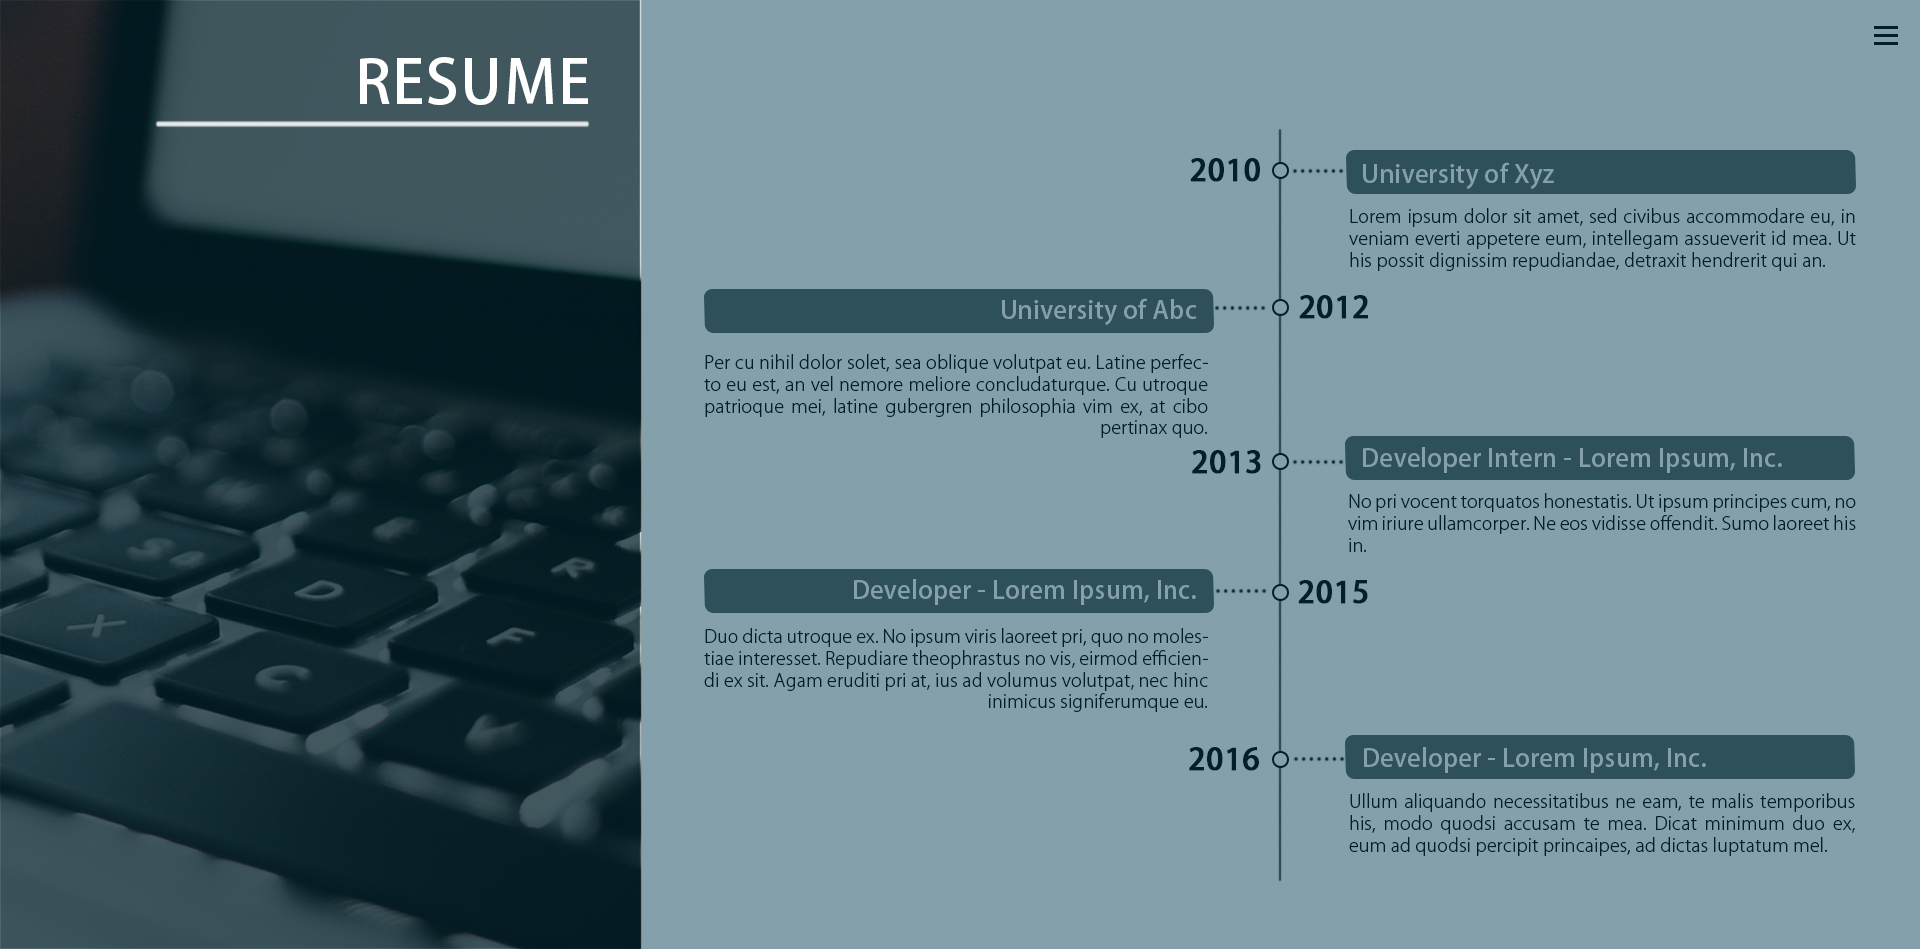 RESUME
2010
University of Xyz
Lorem ipsum dolor sit amet, sed civibus accommodare eu, in
veniam everti appetere eum, intellegam assueverit id mea. Ut
his possit dignissim repudiandae, detraxit hendrerit qui an.
University of Abc
2012
Per cu nihil dolor solet, sea oblique volutpat eu. Latine perfec-
to eu est, an vel nemore meliore concludaturque. Cu utroque
patrioque mei, latine gubergren philosophia vim ex, at cibo
pertinax quo.
2013
Developer Intern - Lorem Ipsum, Inc.
No pri vocent torquatos honestatis. Ut ipsum principes cum, no
vim iriure ullamcorper. Ne eos vidisse offendit. Sumo laoreet his
in.
Developer - Lorem Ipsum, Inc.
2015
Duo dicta utroque ex. No ipsum viris laoreet pri, quo no moles-
tiae interesset. Repudiare theophrastus no vis, eirmod efficien-
di ex sit. Agam eruditi pri at, ius ad volumus volutpat, nec hinc
inimicus signiferumque eu.
2016
Developer - Lorem Ipsum, Inc.
Ullum aliquando necessitatibus ne eam, te malis temporibus
his, modo quodsi accusam te mea. Dicat minimum duo ex,
eum ad quodsi percipit princaipes, ad dictas luptatum mel.
E
S
D
R
X
F
C
V